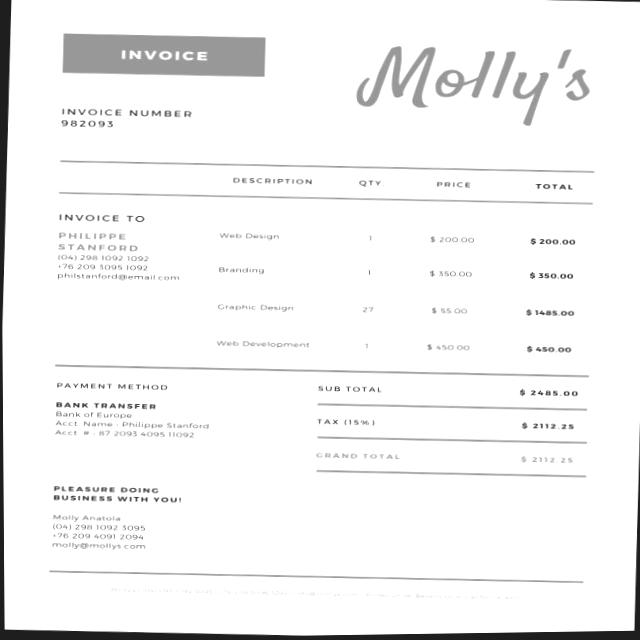 INVOICE
Molly's
INVOICE NUMBER
982093
DESCRIPTION QTY PRICE TOTAL
INVOICE TO
PHILIPPE
STANFORD
(04) 298 1092 1092
+76 209 3095 1092
philstanford@email.com
Web Design 1 $ 200.00 $ 200.00
Branding 1 $ 350.00 $ 350.00
Graphic Design 27 $ 55.00 $ 1485.00
Web Development 1 $ 450.00 $ 450.00
PAYMENT METHOD
BANK TRANSFER
Bank of Europe
Acct. Name - Philippe Stanford
Acct. # - 87 2093 4095 11092
SUB TOTAL $ 2485.00
TAX (15%) $ 2112.25
GRAND TOTAL $ 2112.25
PLEASURE DOING
BUSINESS WITH YOU!
Molly Anatola
(04) 298 1092 3095
+76 209 4091 2094
molly@mollys.com